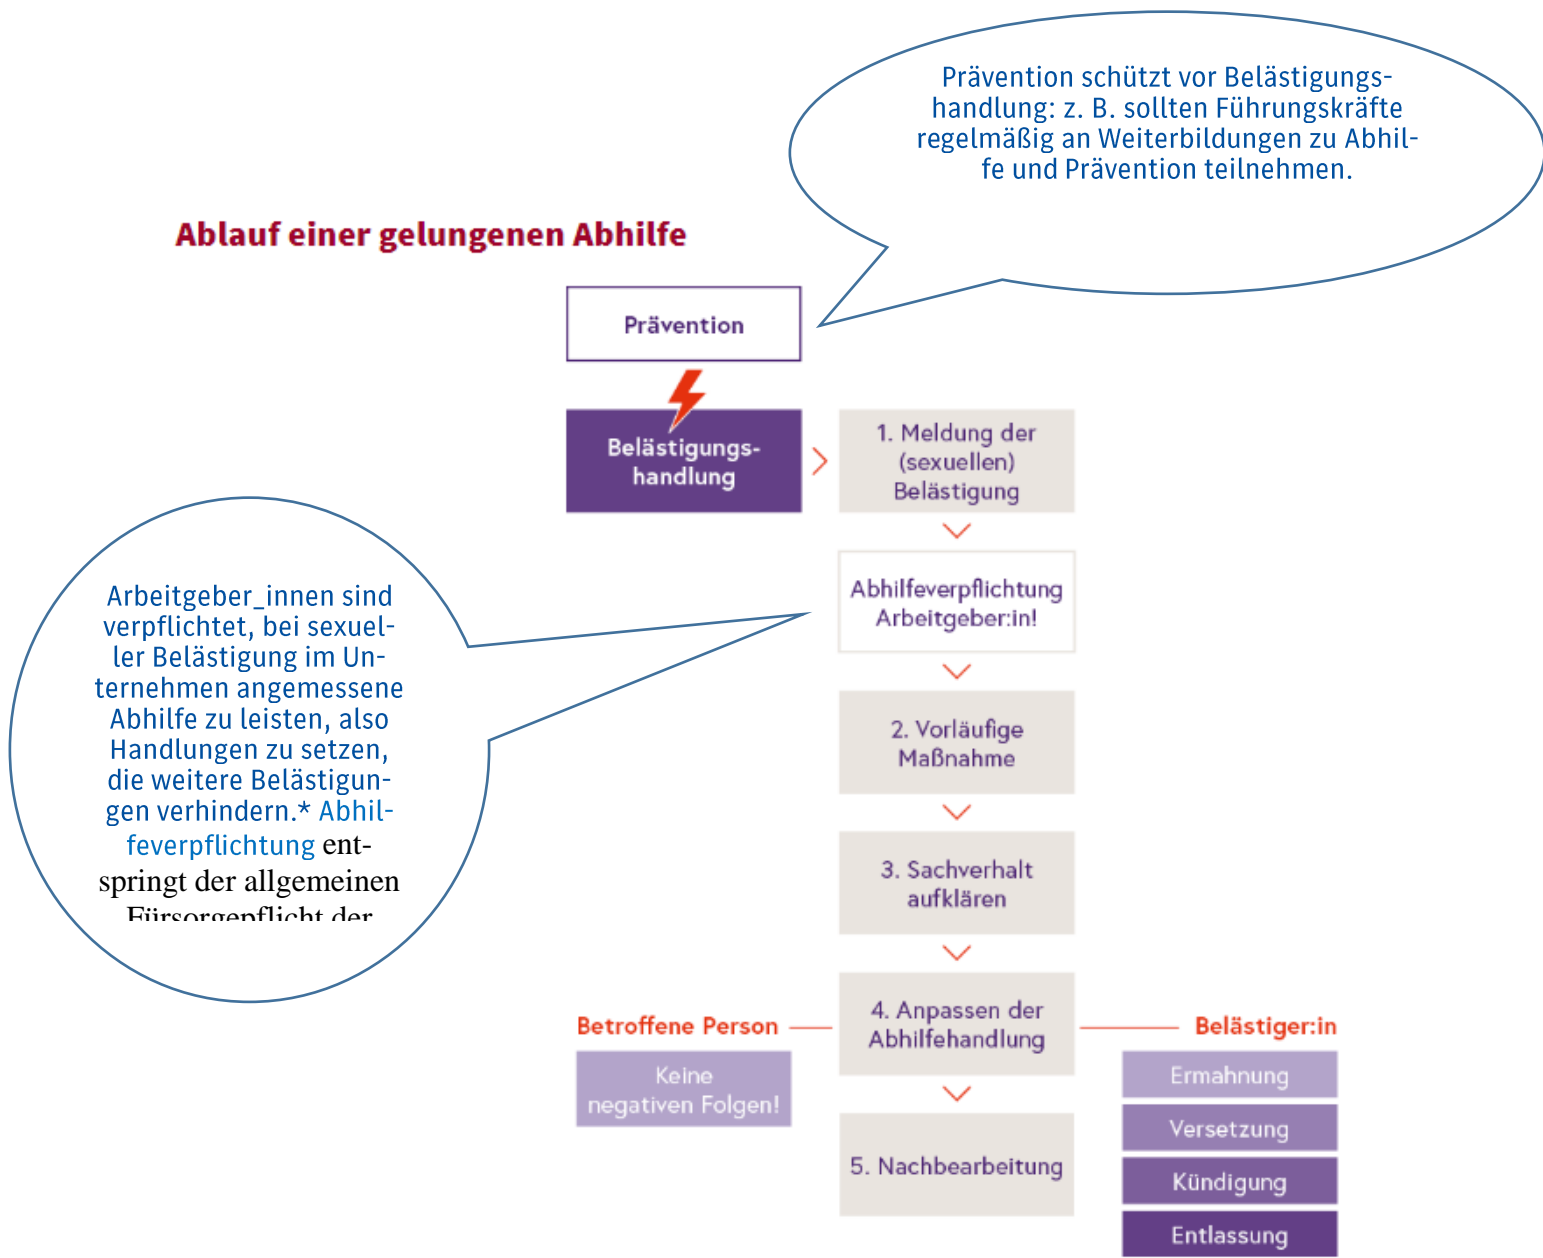 Prävention schützt vor Belästigungs-
handlung: z. B. sollten Führungskräfte
regelmäßig an Weiterbildungen zu Abhil-
fe und Prävention teilnehmen.
Ablauf einer gelungenen Abhilfe
Prävention
Belästigungs-
handlung
1. Meldung der
(sexuellen)
Belästigung
Arbeitgeber_innen sind
verpflichtet, bei sexuel-
ler Belästigung im Un-
ternehmen angemessene
Abhilfe zu leisten, also
Handlungen zu setzen,
die weitere Belästigun-
gen verhindern.* Abhil-
feverpflichtung ent-
springt der allgemeinen
Fürsorgepflicht der
Abhilfeverpflichtung
Arbeitgeber:in!
2. Vorläufige
Maßnahme
3. Sachverhalt
aufklären
4. Anpassen der
Abhilfehandlung
Betroffene Person
Keine
negativen Folgen!
Belästiger:in
Ermahnung
Versetzung
Kündigung
Entlassung
5. Nachbearbeitung